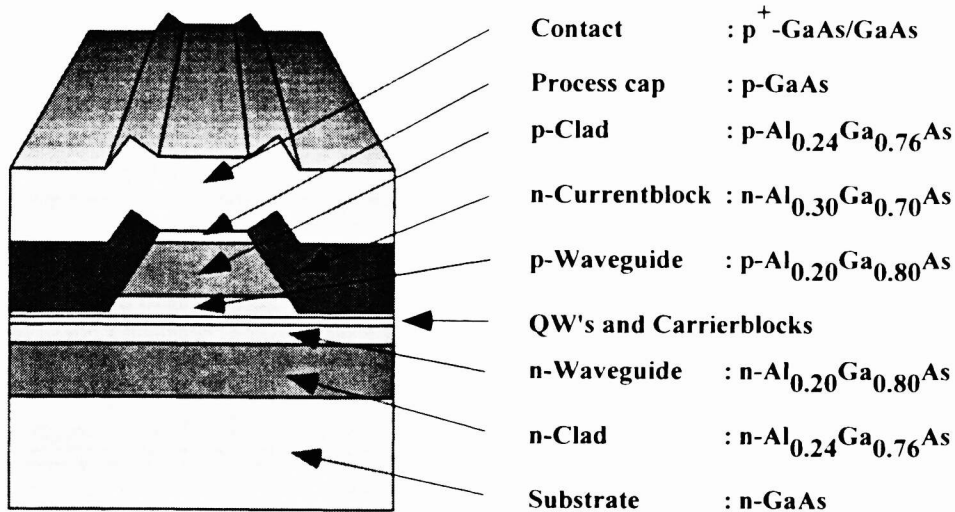 Contact : p⁺-GaAs/GaAs
Process cap : p-GaAs
p-Clad : p-Al₀.₂₄Ga₀.₇₆As
n-Currentblock : n-Al₀.₃₀Ga₀.₇₀As
p-Waveguide : p-Al₀.₂₀Ga₀.₈₀As
QW's and Carrierblocks
n-Waveguide : n-Al₀.₂₀Ga₀.₈₀As
n-Clad : n-Al₀.₂₄Ga₀.₇₆As
Substrate : n-GaAs